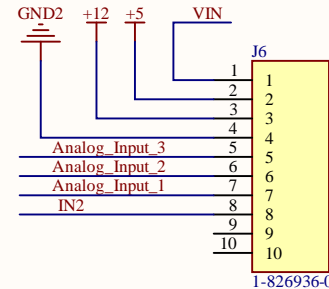 GND2 +12 +5 VIN
J6
1 1
2 2
3 3
4 4
Analog_Input_3 5 5
Analog_Input_2 6 6
Analog_Input_1 7 7
IN2 8 8
9 9
10 10
1-826936-0